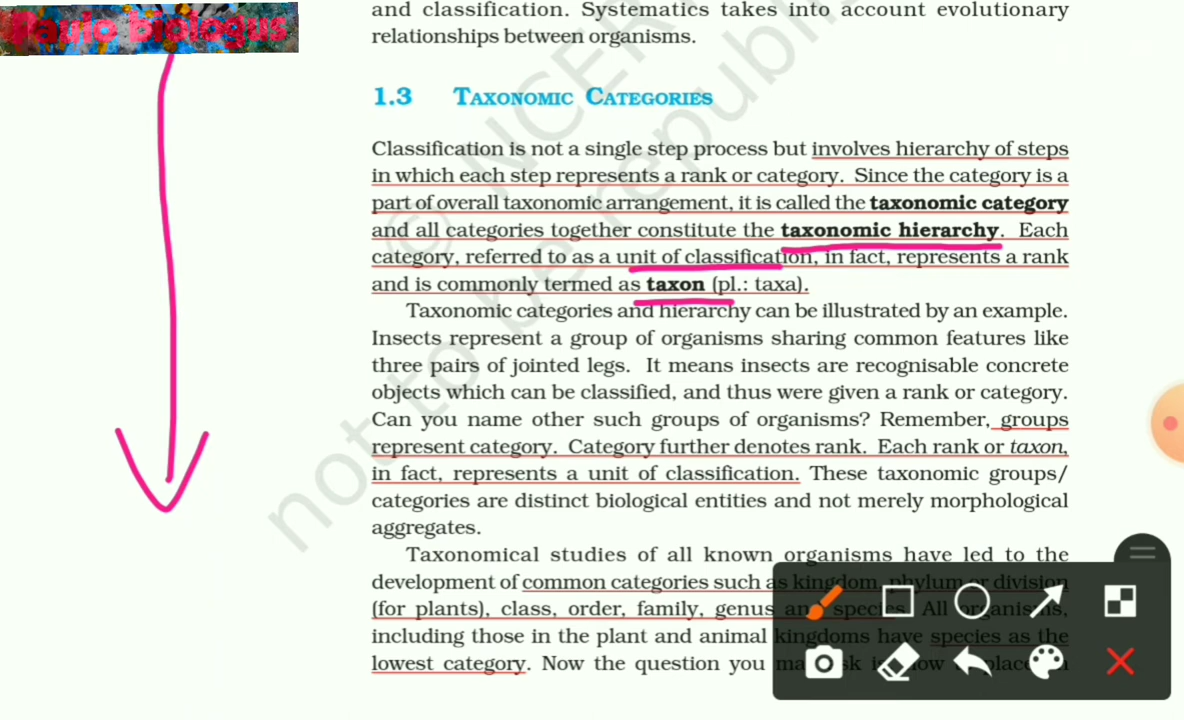 Panic biologus
and classification. Systematics takes into account evolutionary
relationships between organisms.
1.3 TAXONOMIC CATEGORIES
Classification is not a single step process but involves hierarchy of steps
in which each step represents a rank or category. Since the category is a
part of overall taxonomic arrangement, it is called the taxonomic category
and all categories together constitute the taxonomic hierarchy. Each
category, referred to as a unit of classification, in fact, represents a rank
and is commonly termed as taxon (pl.: taxa).
Taxonomic categories and hierarchy can be illustrated by an example.
Insects represent a group of organisms sharing common features like
three pairs of jointed legs. It means insects are recognisable concrete
objects which can be classified, and thus were given a rank or category.
Can you name other such groups of organisms? Remember, groups
represent category. Category further denotes rank. Each rank or taxon,
in fact, represents a unit of classification. These taxonomic groups/
categories are distinct biological entities and not merely morphological
aggregates.
Taxonomical studies of all known organisms have led to the
development of common categories such as kingdom, phylum or division
(for plants), class, order, family, genus and species. All organisms,
including those in the plant and animal kingdoms have species as the
lowest category. Now the question you
© NCERT
not to be republi